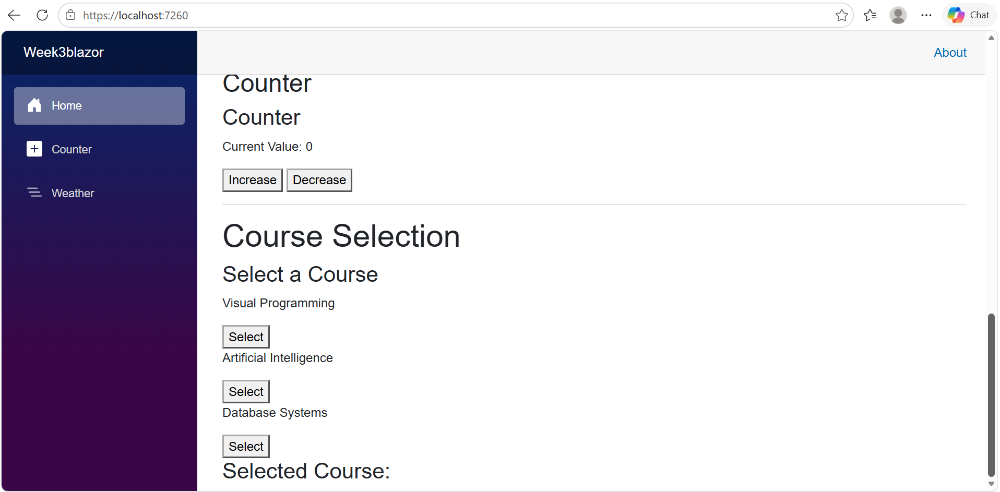 https://localhost:7260
Chat
Week3blazor
About
Home
Counter
Weather
Counter
Counter
Current Value: 0
Increase Decrease
Course Selection
Select a Course
Visual Programming
Select
Artificial Intelligence
Select
Database Systems
Select
Selected Course: